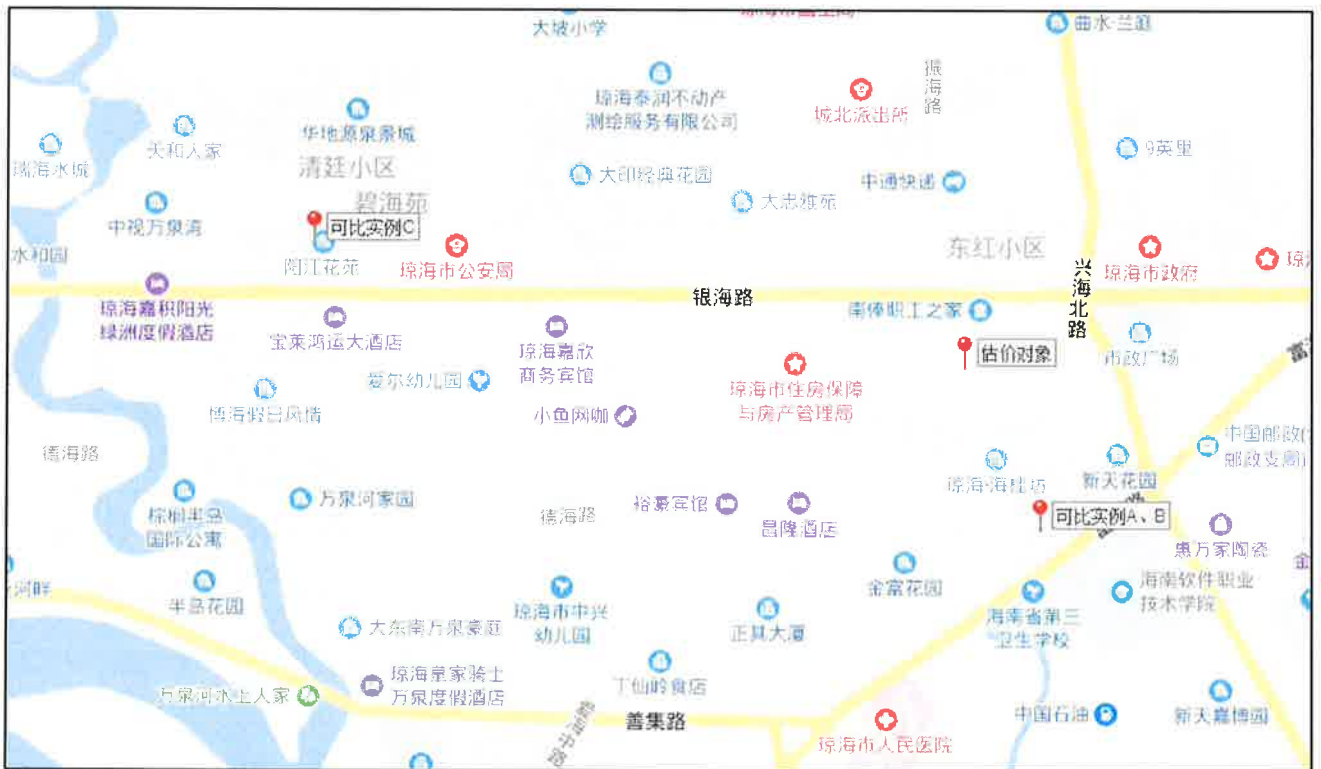 大坡小学
曲水·兰庭
振海路
琼海泰润不动产
测绘服务有限公司
城北派出所
华地源泉景城
天和人家
瑞海水城
清廷小区
9英里
大印经典花园
中通快递
碧海苑
大志雅苑
中视万泉湾
可比实例C
水和园
阳江花苑
琼海市公安局
东红小区
琼海市政府
兴海北路
银海路
琼海嘉积阳光
绿洲度假酒店
南俸职工之家
宝莱鸿运大酒店
琼海嘉欣
商务宾馆
估价对象
市政广场
爱尔幼儿园
琼海市住房保障
与房产管理局
博海假日风情
小鱼网咖
德海路
中国邮政
邮政支局)
新天花园
棕榈半岛
国际公寓
万泉河家园
德海路
裕豪宾馆
昌隆酒店
可比实例A、B
惠万家陶瓷
河畔
半岛花园
琼海市中兴
幼儿园
金富花园
海南软件职业
技术学院
大东南万泉豪庭
正其大厦
海南省第三
卫生学校
万泉河水上人家
琼海皇家骑士
万泉度假酒店
丁仙岭食店
善集路
中国石油
新天嘉博园
琼海市人民医院